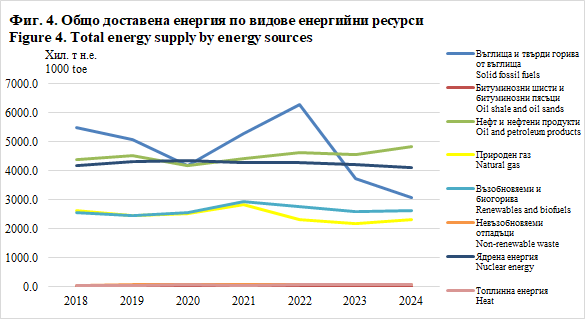 Фиг. 4. Общо доставена енергия по видове енергийни ресурси
Figure 4. Total energy supply by energy sources
Хил. т н.е.
1000 toe
7000.0
6000.0
5000.0
4000.0
3000.0
2000.0
1000.0
0.0
2018 2019 2020 2021 2022 2023 2024
Въглища и твърди горива
от въглища
Solid fossil fuels
Битуминозни шисти и
битуминозни пясъци
Oil shale and oil sands
Нефт и нефтени продукти
Oil and petroleum products
Природен газ
Natural gas
Възобновяеми и
биогорива
Renewables and biofuels
Невъзобновяеми
отпадъци
Non-renewable waste
Ядрена енергия
Nuclear energy
Топлинна енергия
Heat